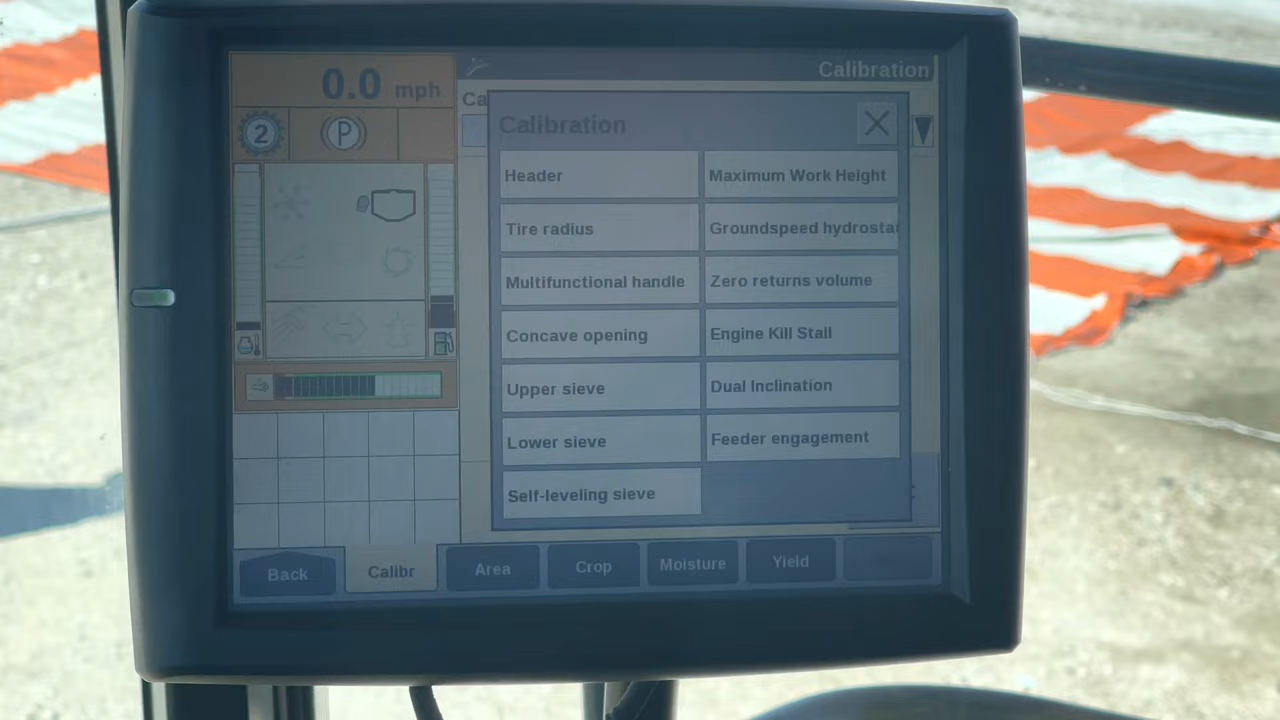 0.0 mph
Calibration
2
P
Ca
Calibration
Header
Maximum Work Height
Tire radius
Groundspeed hydrosta
Multifunctional handle
Zero returns volume
Concave opening
Engine Kill Stall
Upper sieve
Dual Inclination
Lower sieve
Feeder engagement
Self-leveling sieve
Back
Calibr
Area
Crop
Moisture
Yield